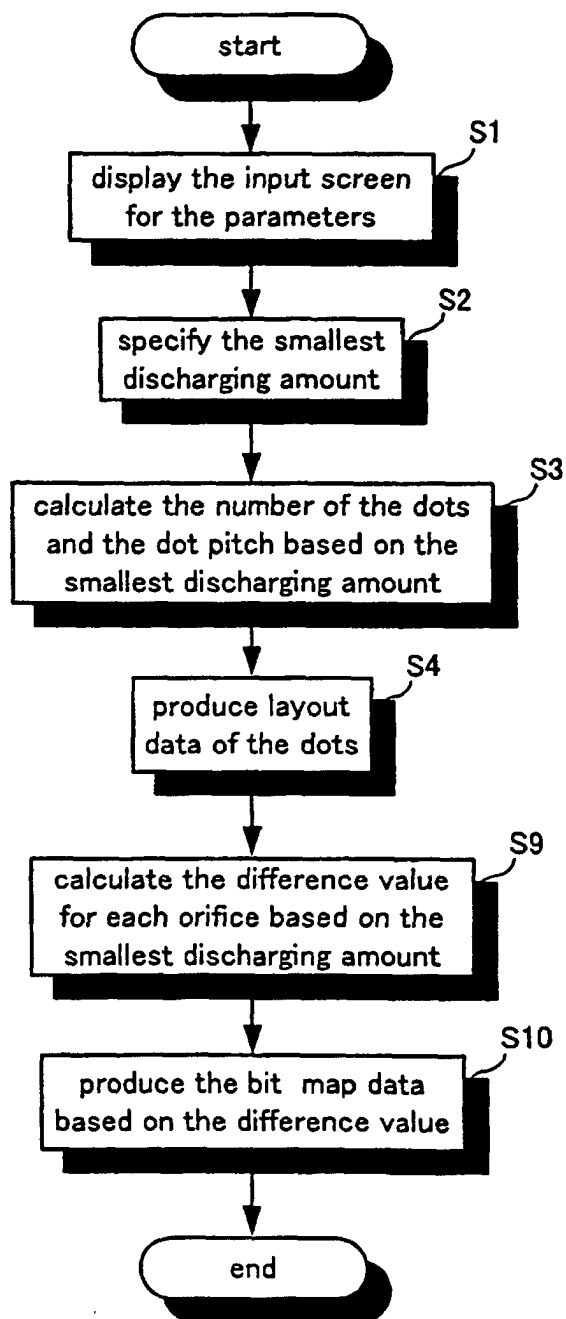 start
S1
display the input screen
for the parameters
S2
specify the smallest
discharging amount
S3
calculate the number of the dots
and the dot pitch based on the
smallest discharging amount
S4
produce layout
data of the dots
S9
calculate the difference value
for each orifice based on the
smallest discharging amount
S10
produce the bit map data
based on the difference value
end